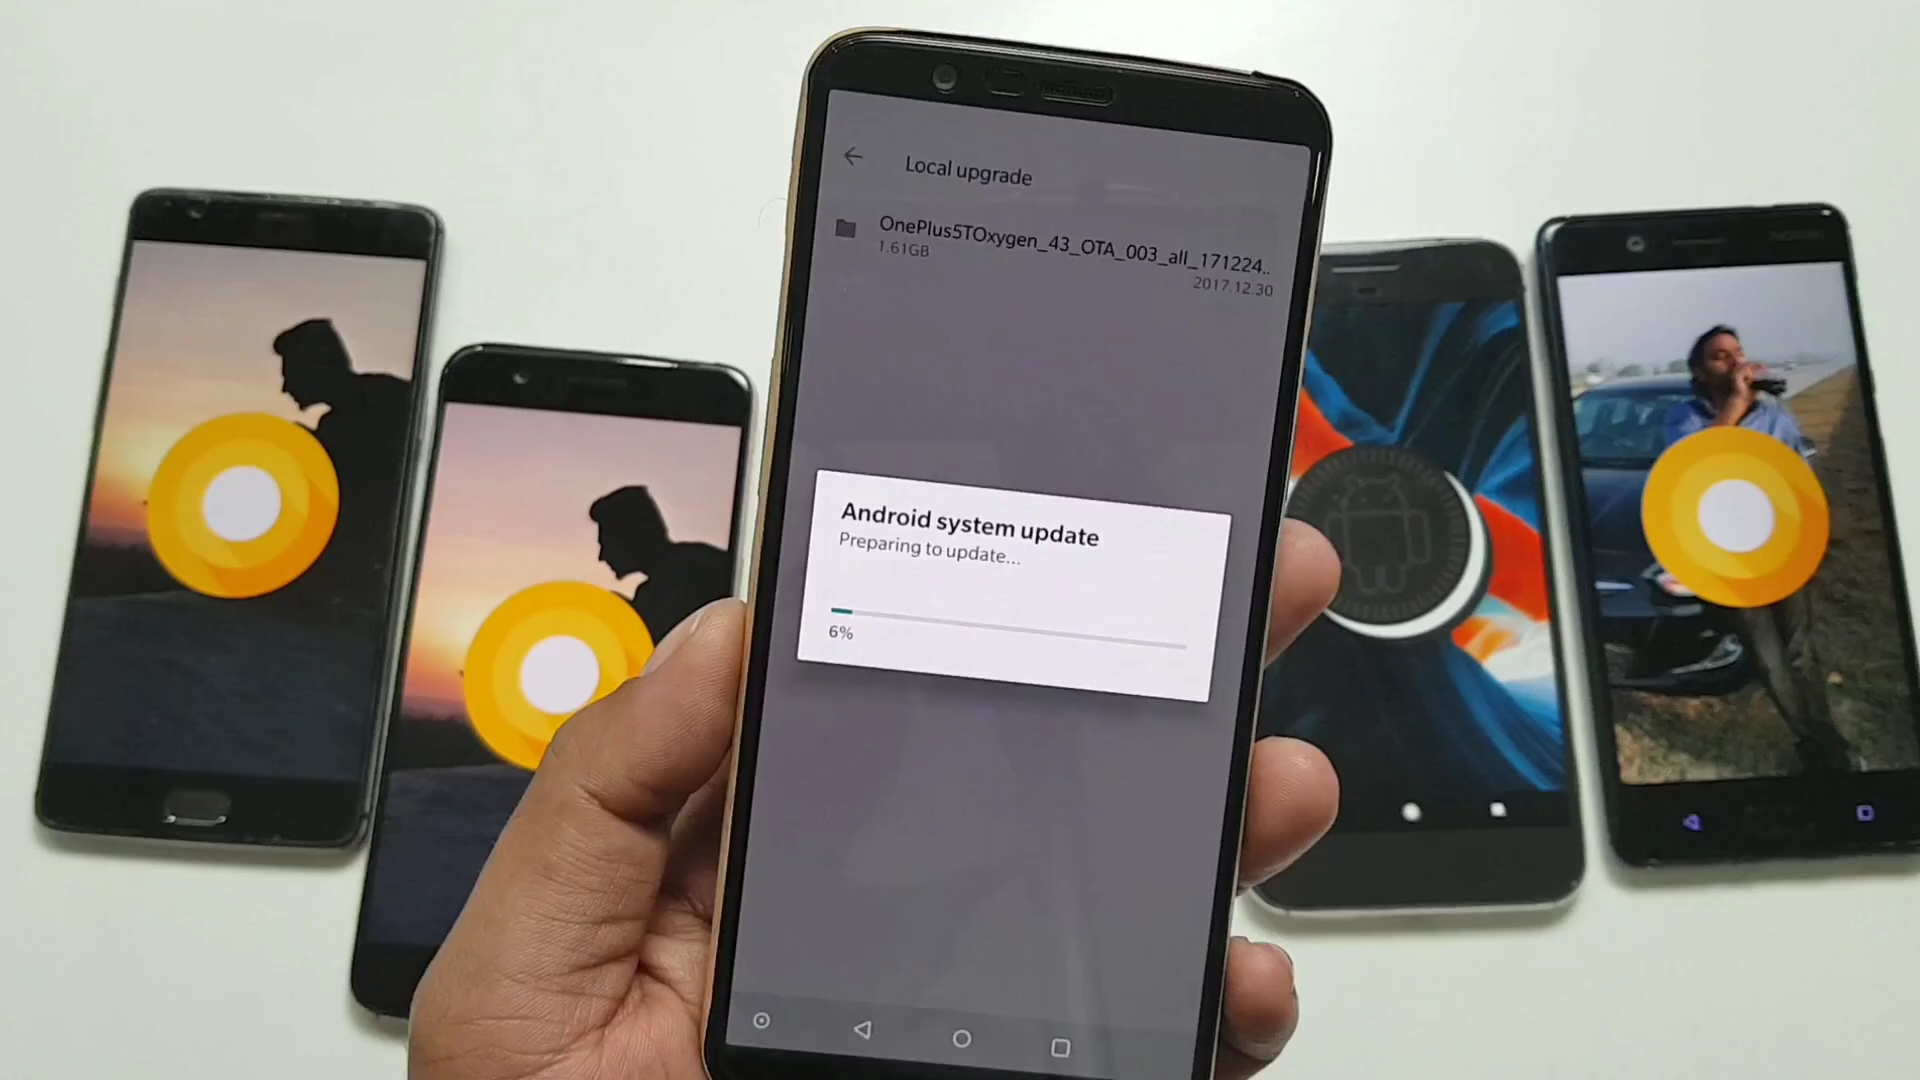 Local upgrade
OnePlus5TOxygen_43_OTA_003_all_171224..
1.61GB
2017.12.30
Android system update
Preparing to update...
6%